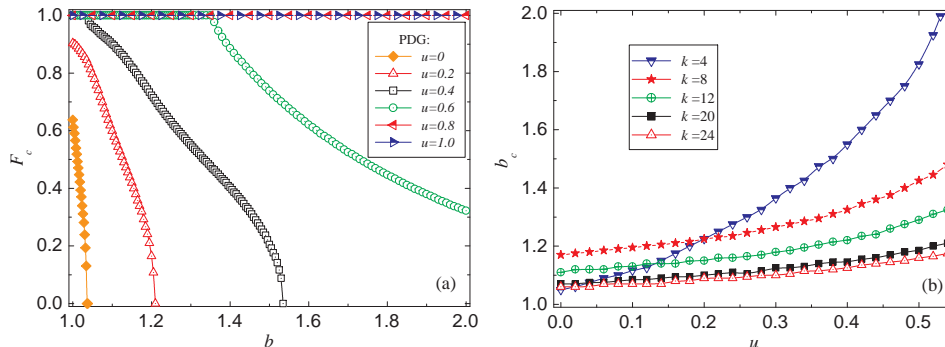 PDG:
u=0
u=0.2
u=0.4
u=0.6
u=0.8
u=1.0
F_c
1.0
0.8
0.6
0.4
0.2
0.0
(a)
1.0 1.2 1.4 1.6 1.8 2.0
b
b_c
2.0
1.8
1.6
1.4
1.2
1.0
k=4
k=8
k=12
k=20
k=24
(b)
0.0 0.1 0.2 0.3 0.4 0.5
u